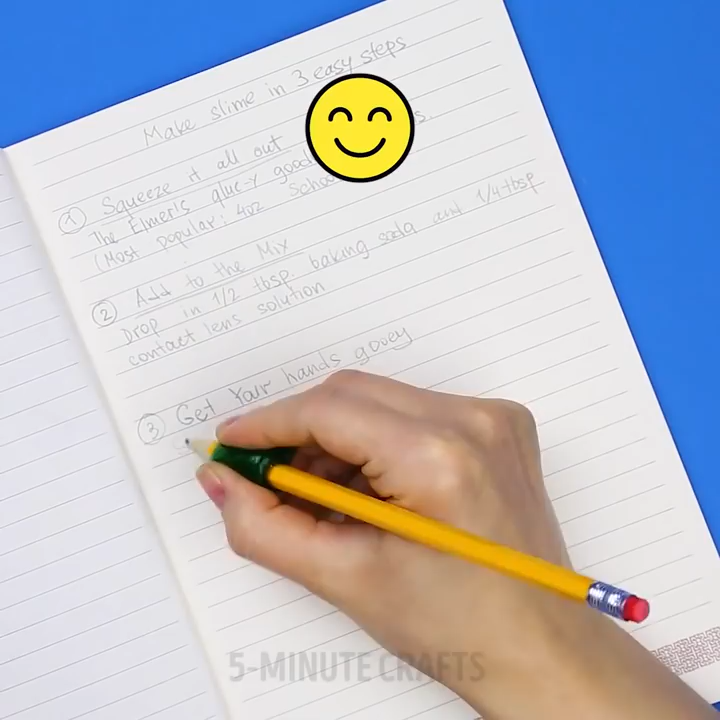 Make slime in 3 easy steps
① Squeeze it all out
The Elmer's glue-y good s.
(Most popular: 4oz Schoo
② Add to the Mix
Drop in 1/2 tbsp. baking soda and 1/4 tbsp
contact lens solution
③ Get Your hands gooey
5-MINUTE CRAFTS